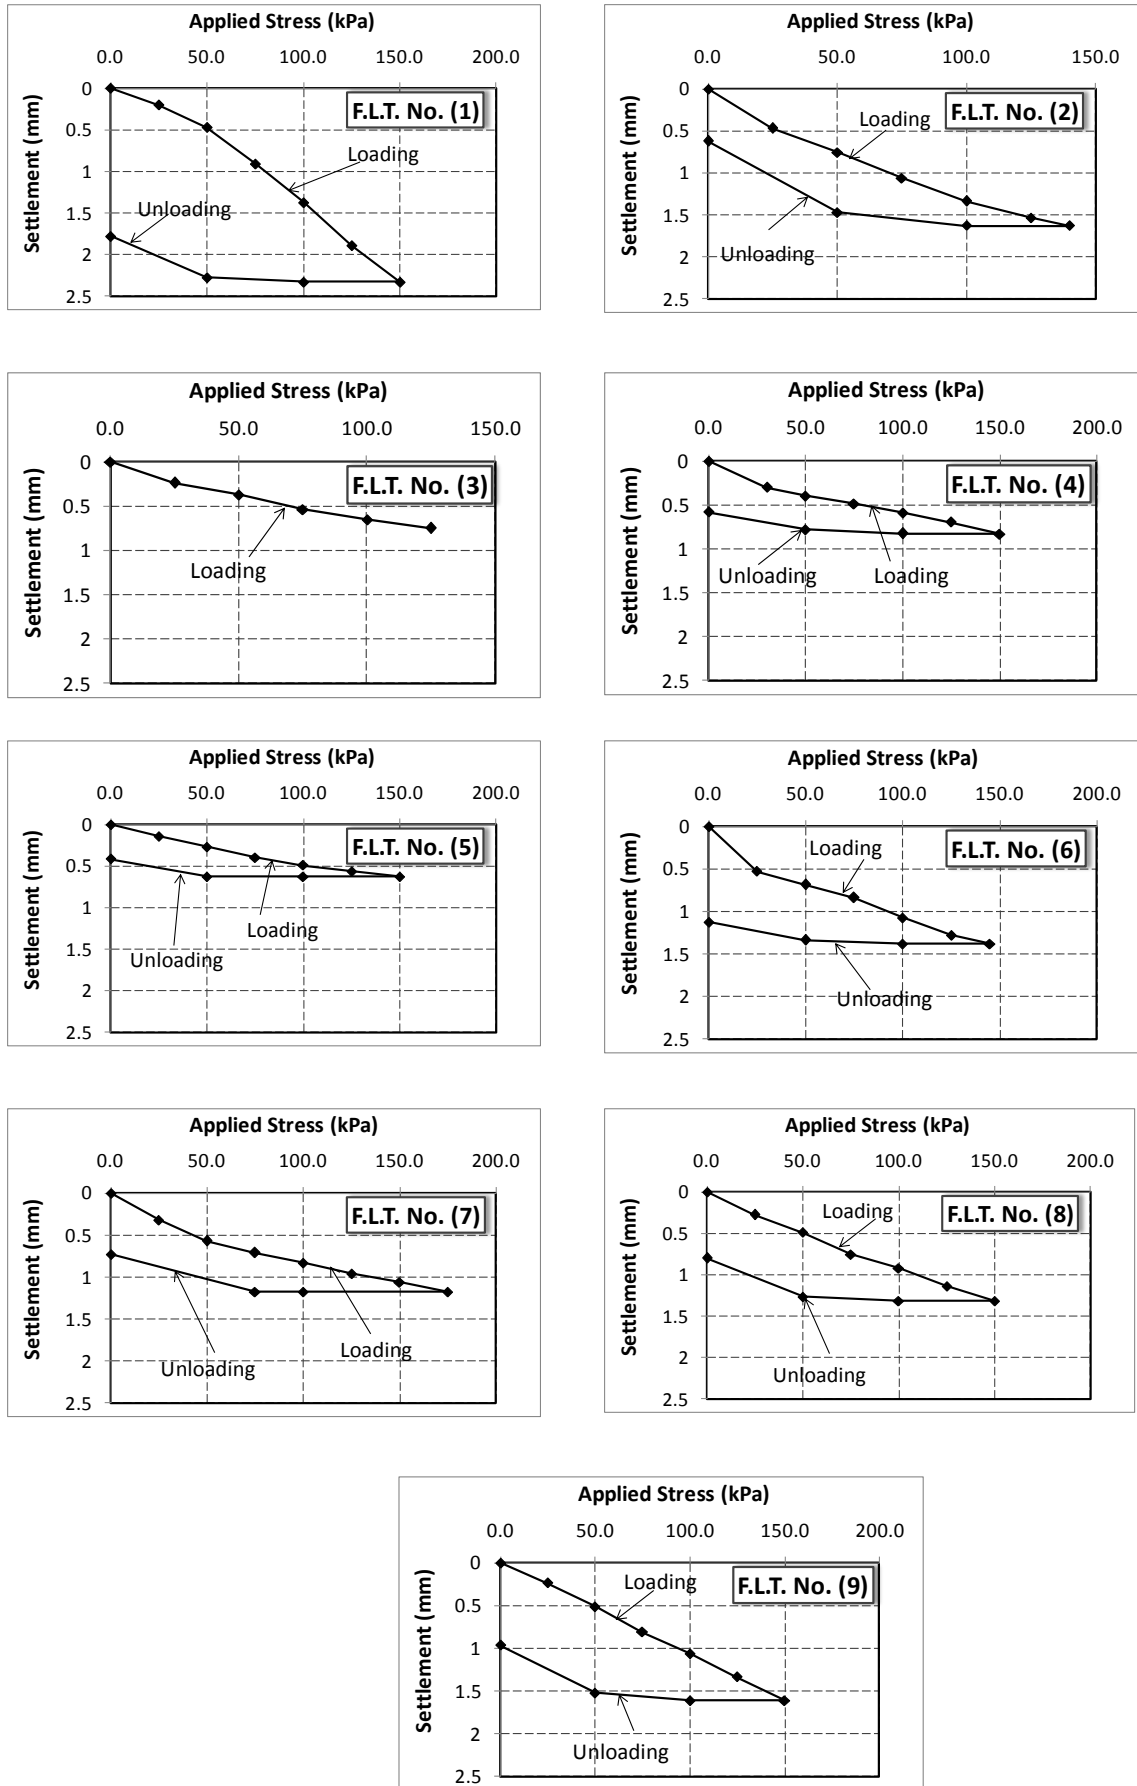 Applied Stress (kPa)
0.0 50.0 100.0 150.0 200.0
0
0.5
1
1.5
2
2.5
Settlement (mm)
F.L.T. No. (1)
Loading
Unloading
Applied Stress (kPa)
0.0 50.0 100.0 150.0
0
0.5
1
1.5
2
2.5
Settlement (mm)
F.L.T. No. (2)
Loading
Unloading
Applied Stress (kPa)
0.0 50.0 100.0 150.0
0
0.5
1
1.5
2
2.5
Settlement (mm)
F.L.T. No. (3)
Loading
Applied Stress (kPa)
0.0 50.0 100.0 150.0 200.0
0
0.5
1
1.5
2
2.5
Settlement (mm)
F.L.T. No. (4)
Unloading
Loading
Applied Stress (kPa)
0.0 50.0 100.0 150.0 200.0
0
0.5
1
1.5
2
2.5
Settlement (mm)
F.L.T. No. (5)
Loading
Unloading
Applied Stress (kPa)
0.0 50.0 100.0 150.0 200.0
0
0.5
1
1.5
2
2.5
Settlement (mm)
F.L.T. No. (6)
Loading
Unloading
Applied Stress (kPa)
0.0 50.0 100.0 150.0 200.0
0
0.5
1
1.5
2
2.5
Settlement (mm)
F.L.T. No. (7)
Loading
Unloading
Applied Stress (kPa)
0.0 50.0 100.0 150.0 200.0
0
0.5
1
1.5
2
2.5
Settlement (mm)
F.L.T. No. (8)
Loading
Unloading
Applied Stress (kPa)
0.0 50.0 100.0 150.0 200.0
0
0.5
1
1.5
2
2.5
Settlement (mm)
F.L.T. No. (9)
Loading
Unloading